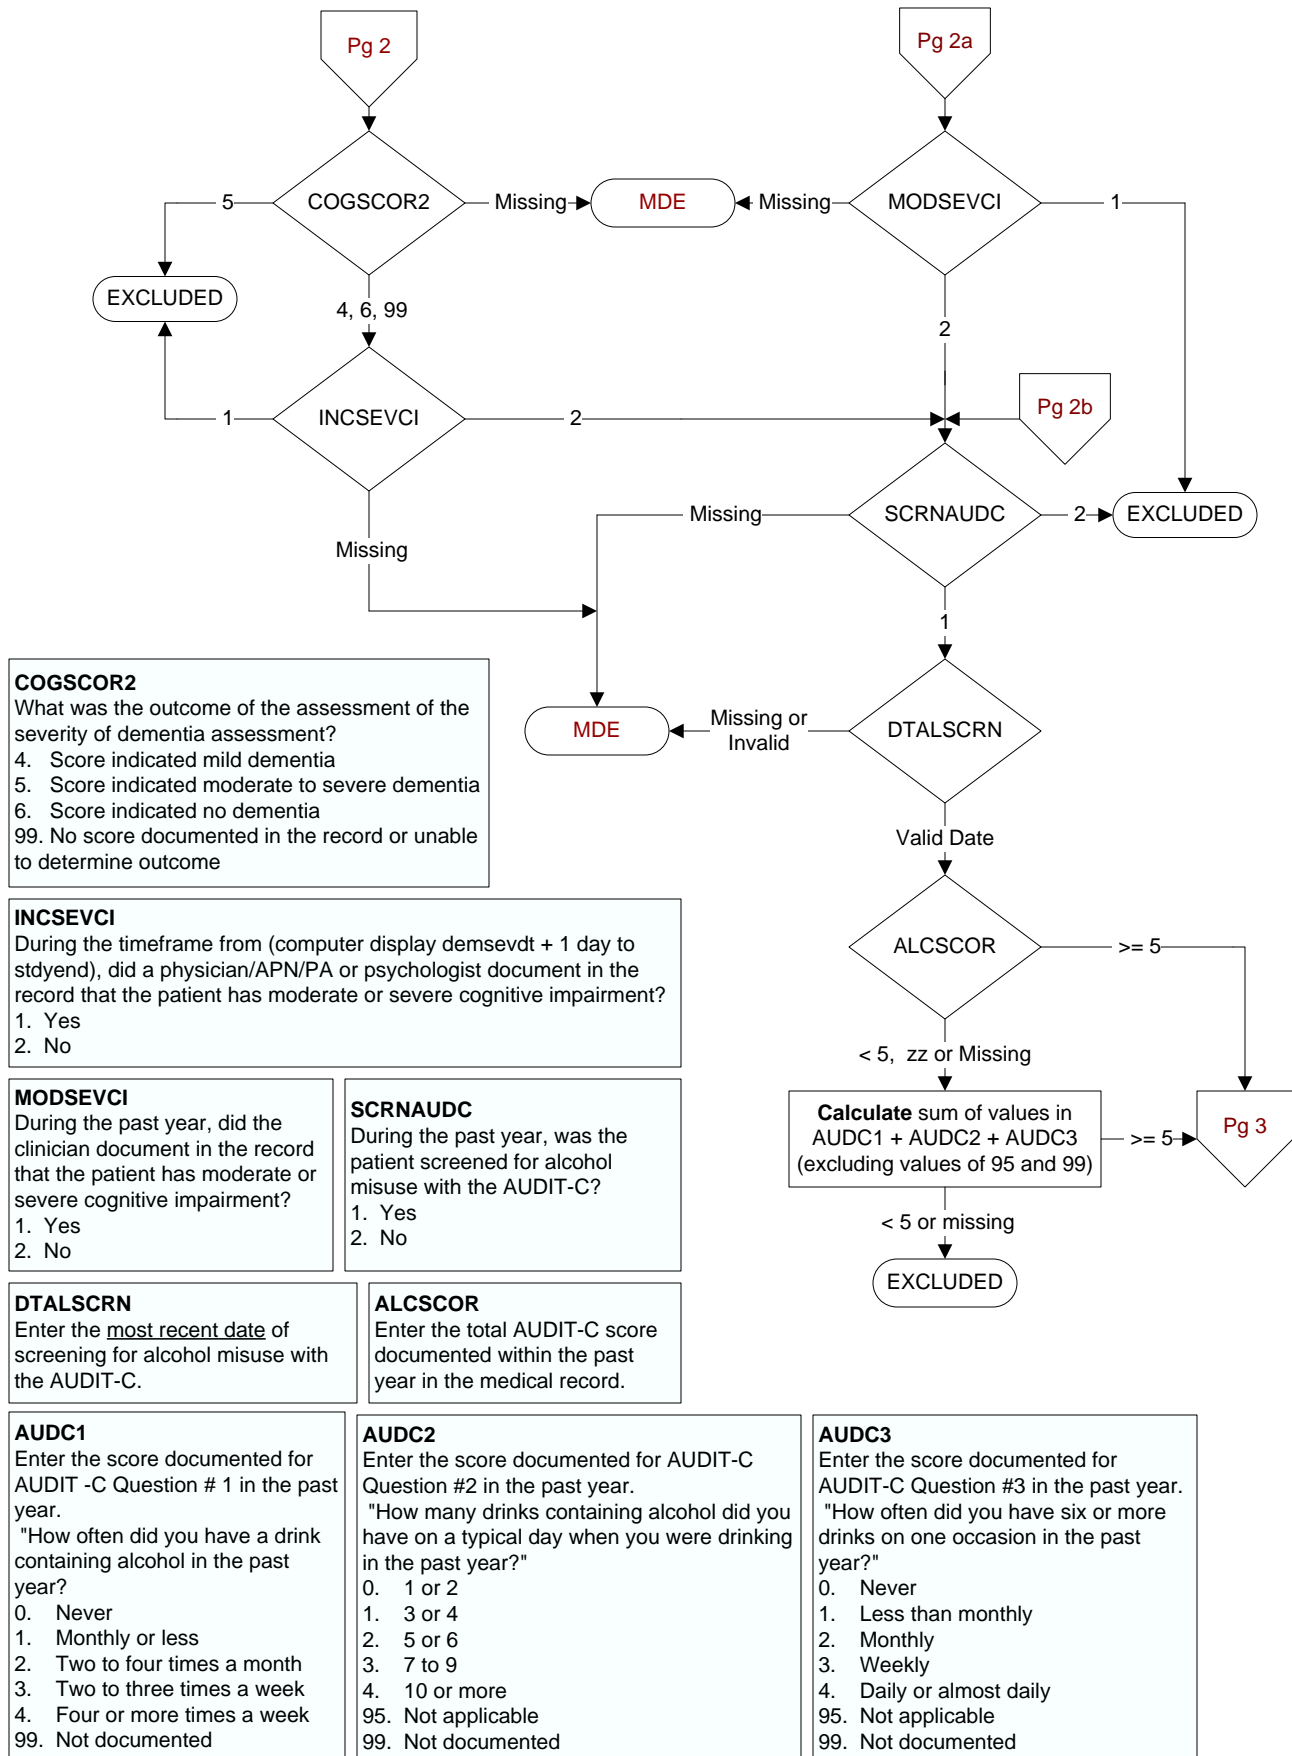 Pg 2
Pg 2a
COGSCOR2
MODSEVCI
5
Missing
MDE
Missing
1
EXCLUDED
4, 6, 99
2
INCSEVCI
1
2
Pg 2b
SCRNAUDC
Missing
2
EXCLUDED
Missing
1
DTALSCRN
MDE
Missing or
Invalid
Valid Date
ALCSCOR
>= 5
< 5, zz or Missing
Calculate sum of values in
AUDC1 + AUDC2 + AUDC3
(excluding values of 95 and 99)
>= 5
Pg 3
< 5 or missing
EXCLUDED
COGSCOR2
What was the outcome of the assessment of the
severity of dementia assessment?
4. Score indicated mild dementia
5. Score indicated moderate to severe dementia
6. Score indicated no dementia
99. No score documented in the record or unable
to determine outcome
INCSEVCI
During the timeframe from (computer display demsevdt + 1 day to
stdyend), did a physician/APN/PA or psychologist document in the
record that the patient has moderate or severe cognitive impairment?
1. Yes
2. No
MODSEVCI
During the past year, did the
clinician document in the record
that the patient has moderate or
severe cognitive impairment?
1. Yes
2. No
SCRNAUDC
During the past year, was the
patient screened for alcohol
misuse with the AUDIT-C?
1. Yes
2. No
DTALSCRN
Enter the most recent date of
screening for alcohol misuse with
the AUDIT-C.
ALCSCOR
Enter the total AUDIT-C score
documented within the past
year in the medical record.
AUDC1
Enter the score documented for
AUDIT -C Question # 1 in the past
year.
"How often did you have a drink
containing alcohol in the past
year?
0. Never
1. Monthly or less
2. Two to four times a month
3. Two to three times a week
4. Four or more times a week
99. Not documented
AUDC2
Enter the score documented for AUDIT-C
Question #2 in the past year.
"How many drinks containing alcohol did you
have on a typical day when you were drinking
in the past year?"
0. 1 or 2
1. 3 or 4
2. 5 or 6
3. 7 to 9
4. 10 or more
95. Not applicable
99. Not documented
AUDC3
Enter the score documented for
AUDIT-C Question #3 in the past year.
"How often did you have six or more
drinks on one occasion in the past
year?"
0. Never
1. Less than monthly
2. Monthly
3. Weekly
4. Daily or almost daily
95. Not applicable
99. Not documented